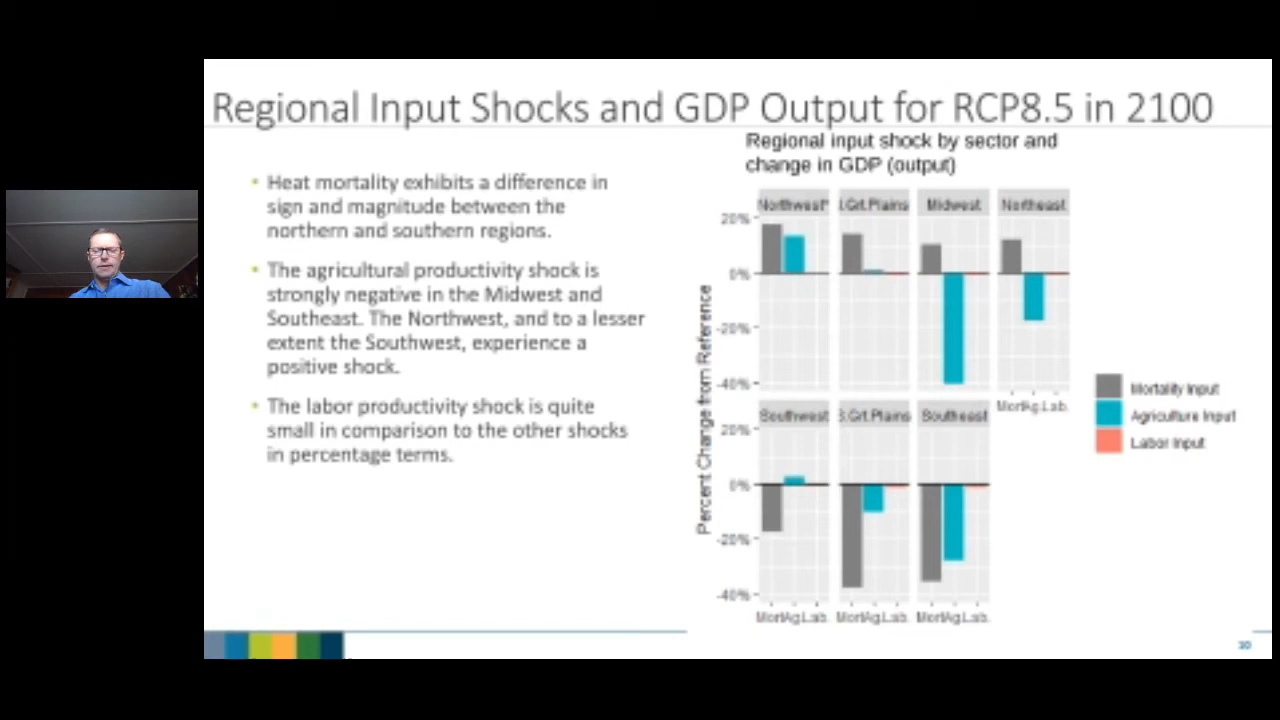 Regional Input Shocks and GDP Output for RCP8.5 in 2100
• Heat mortality exhibits a difference in
sign and magnitude between the
northern and southern regions.
• The agricultural productivity shock is
strongly negative in the Midwest and
Southeast. The Northwest, and to a lesser
extent the Southwest, experience a
positive shock.
• The labor productivity shock is quite
small in comparison to the other shocks
in percentage terms.
Regional input shock by sector and
change in GDP (output)
Percent Change from Reference
Northwest* Grt.Plains Midwest Northeast
20%
0%
-20%
-40%
Mort Ag. Lab.
Southwest S.Grt.Plains Southeast
20%
0%
-20%
-40%
Mort Ag. Lab. Mort Ag. Lab. Mort Ag. Lab.
Mortality Input
Agriculture Input
Labor Input